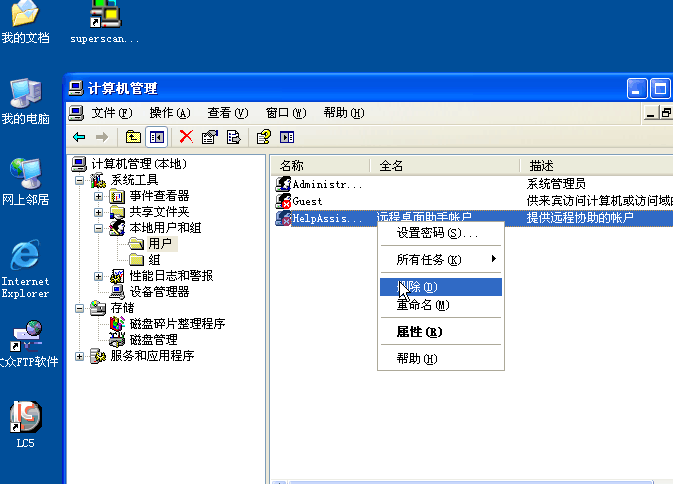 我的文档
superscan...
计算机管理
我的电脑
文件(F) 操作(A) 查看(V) 窗口(W) 帮助(H)
计算机管理(本地)
系统工具
事件查看器
共享文件夹
本地用户和组
用户
组
性能日志和警报
设备管理器
存储
磁盘碎片整理程序
磁盘管理
服务和应用程序
名称 全名 描述
Administr... 系统管理员
Guest 供来宾访问计算机或访问域的
HelpAssis... 远程桌面助手帐户 提供远程协助的帐户
设置密码(S)...
所有任务(K)
删除(D)
重命名(M)
属性(R)
帮助(H)
网上邻居
Internet
Explorer
大众FTP软件
LC5